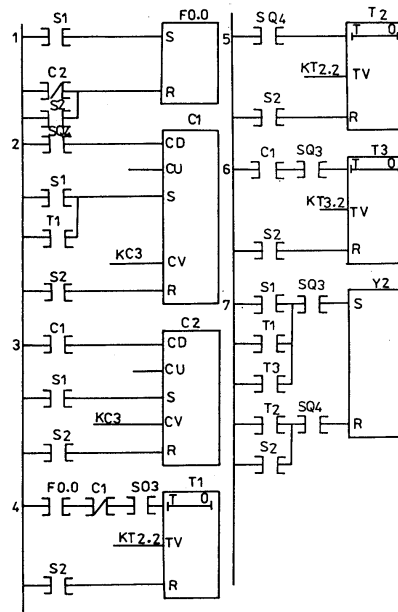 1
S1
F0.0
S
C2
R
S2
SQ4
2
C1
CD
CU
S1
S
T1
KC3
CV
S2
R
3
C1
C2
CD
CU
S1
S
KC3
CV
S2
R
4
F0.0
C1
SO3
T1
T 0
KT2.2
TV
S2
R
5
SQ4
T2
T 0
KT2.2
TV
S2
R
6
C1
SQ3
T3
T 0
KT3.2
TV
S2
R
7
S1
SQ3
Y2
S
T1
T3
T2
SQ4
R
S2